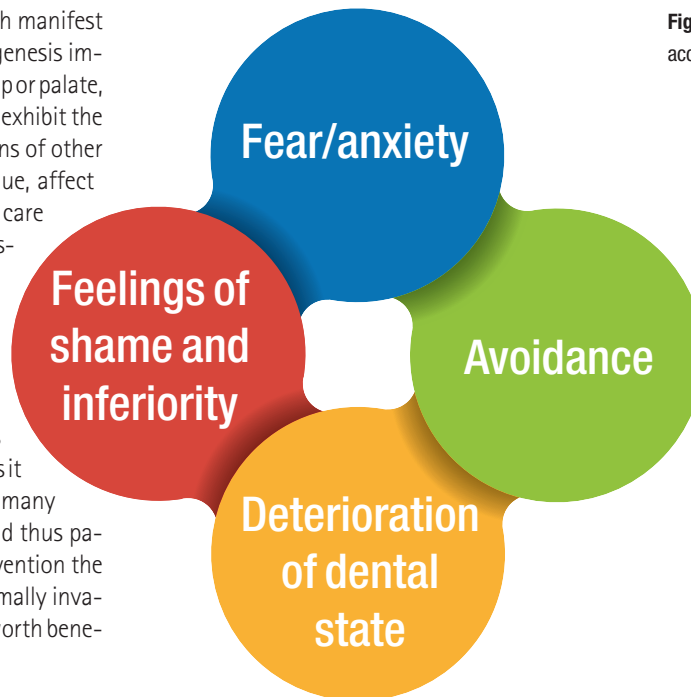 h manifest
genesis im-
p or palate,
exhibit the
ns of other
ue, affect
care
s-
s it
many
d thus pa-
vention the
mally inva-
worth bene-
Fig
acc
Fear/anxiety
Feelings of
shame and
inferiority
Avoidance
Deterioration
of dental
state